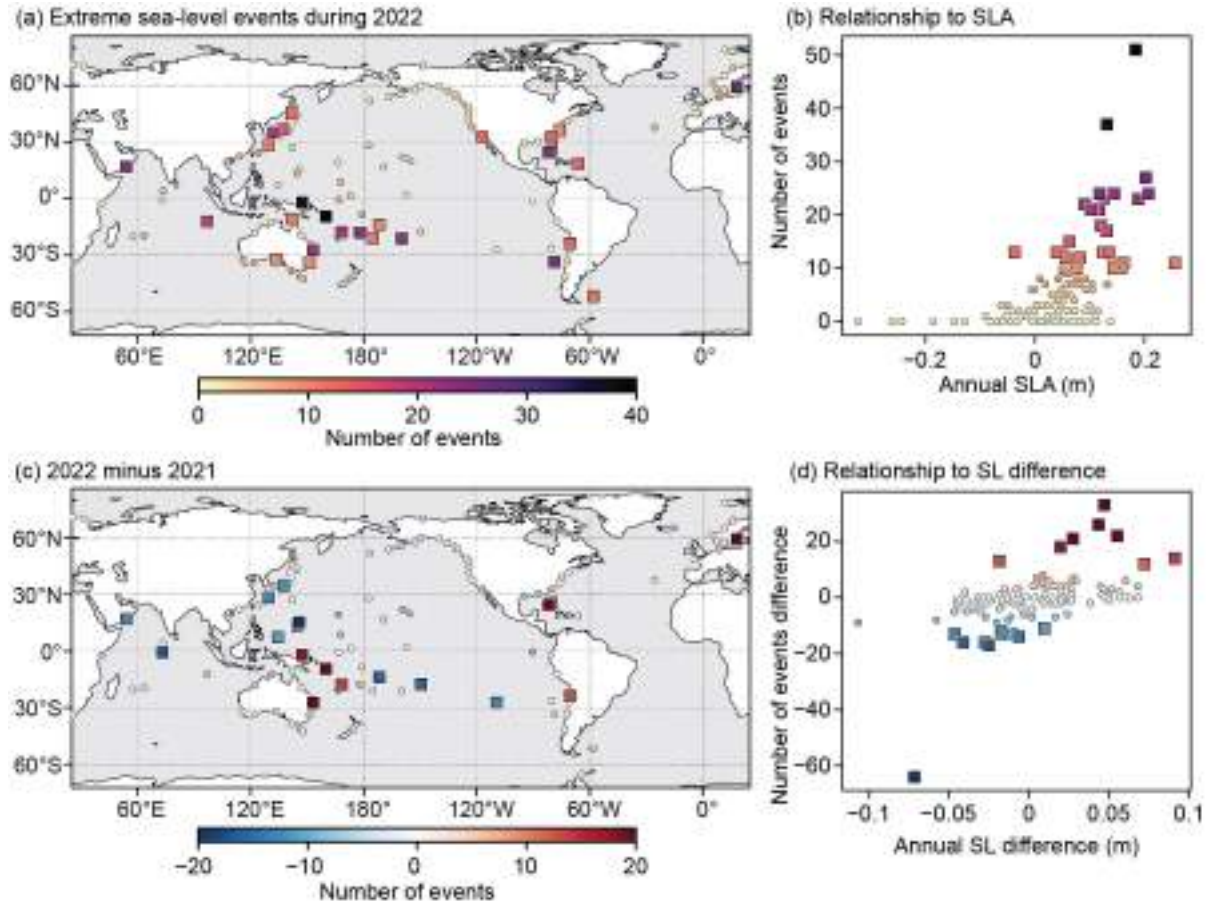 (a) Extreme sea-level events during 2022
60°N
30°N
0°
30°S
60°S
60°E 120°E 180° 120°W 60°W 0°
0 10 20 30 40
Number of events
(b) Relationship to SLA
Number of events
50
40
30
20
10
0
−0.2 0 0.2
Annual SLA (m)
(c) 2022 minus 2021
60°N
30°N
0°
30°S
60°S
60°E 120°E 180° 120°W 60°W 0°
−20 −10 0 10 20
Number of events
(d) Relationship to SL difference
Number of events difference
20
0
−20
−40
−60
−0.1 −0.05 0 0.05 0.1
Annual SL difference (m)